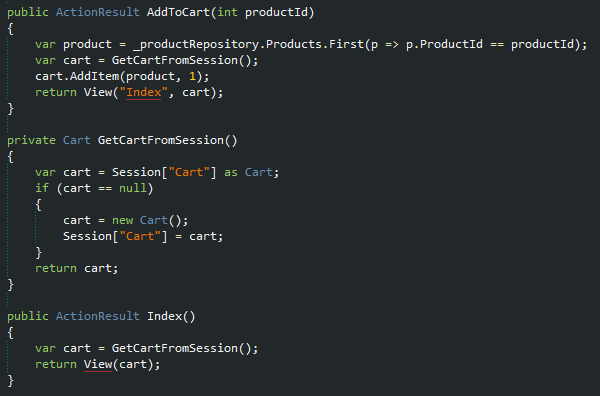 public ActionResult AddToCart(int productId)
{
    var product = _productRepository.Products.First(p => p.ProductId == productId);
    var cart = GetCartFromSession();
    cart.AddItem(product, 1);
    return View("Index", cart);
}

private Cart GetCartFromSession()
{
    var cart = Session["Cart"] as Cart;
    if (cart == null)
    {
        cart = new Cart();
        Session["Cart"] = cart;
    }
    return cart;
}

public ActionResult Index()
{
    var cart = GetCartFromSession();
    return View(cart);
}